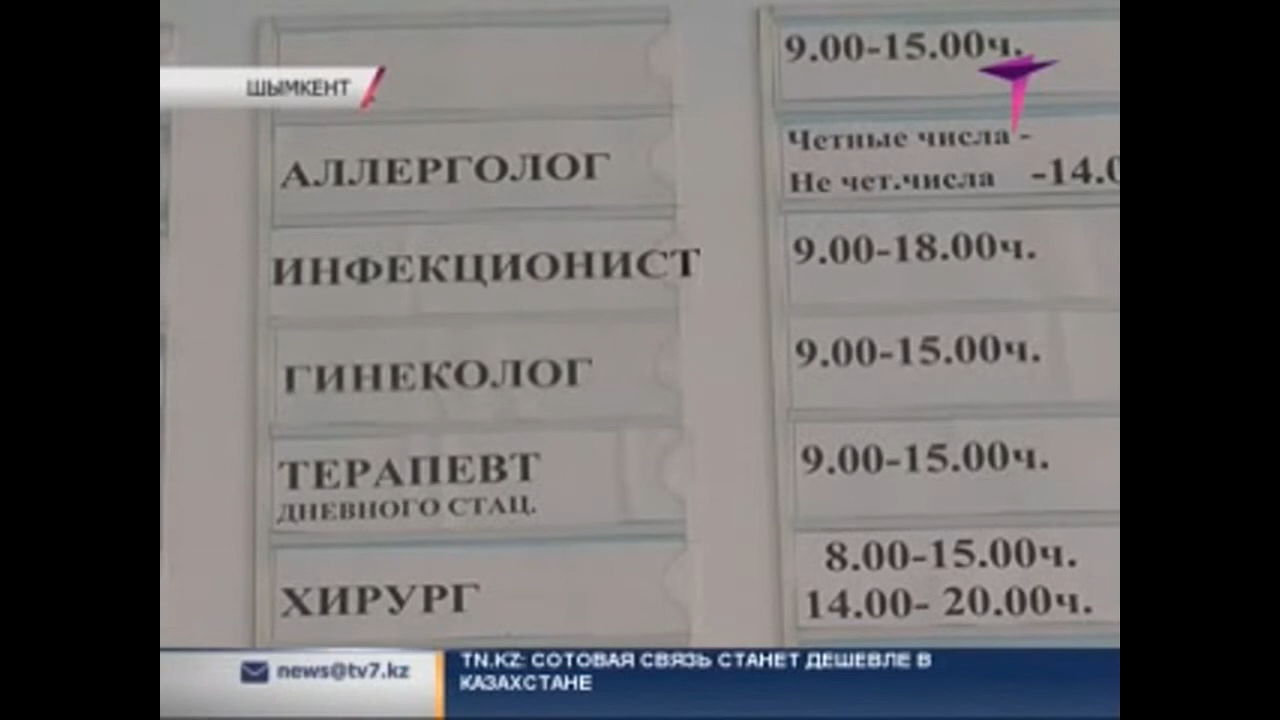 ШЫМКЕНТ
9.00-15.00ч.
АЛЛЕРГОЛОГ
Четные числа -
Не чет.числа -14.0
ИНФЕКЦИОНИСТ
9.00-18.00ч.
ГИНЕКОЛОГ
9.00-15.00ч.
ТЕРАПЕВТ
ДНЕВНОГО СТАЦ.
9.00-15.00ч.
ХИРУРГ
8.00-15.00ч.
14.00- 20.00ч.
news@tv7.kz
TN.KZ: СОТОВАЯ СВЯЗЬ СТАНЕТ ДЕШЕВЛЕ В
КАЗАХСТАНЕ